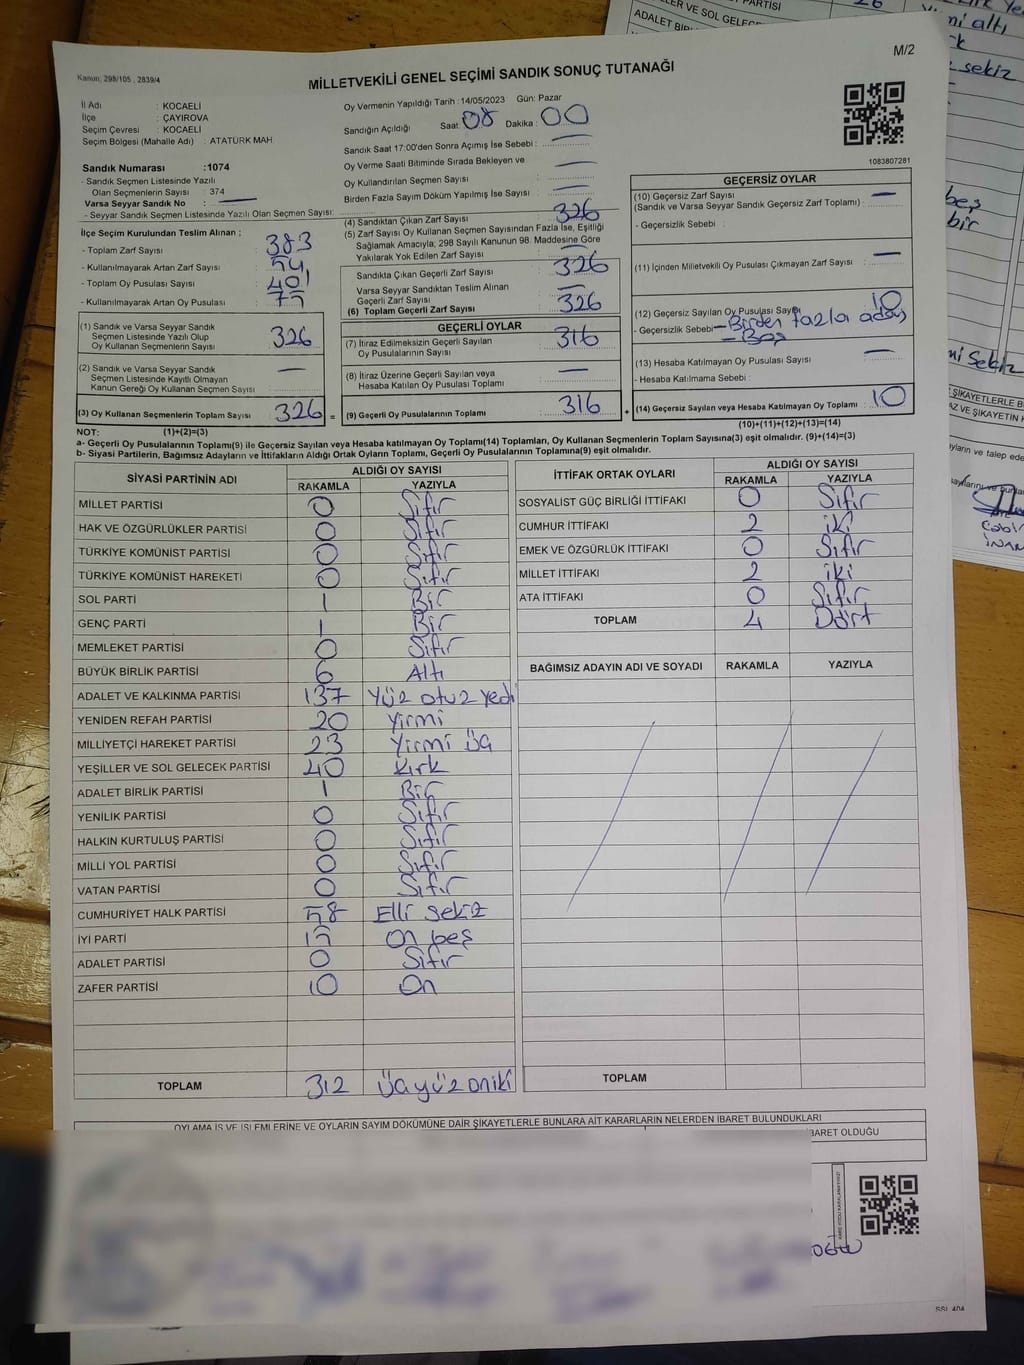 M/2
Kanun: 298/105 , 2839/4
MİLLETVEKİLİ GENEL SEÇİMİ SANDIK SONUÇ TUTANAĞI
İl Adı : KOCAELİ
İlçe : ÇAYIROVA
Seçim Çevresi : KOCAELİ
Seçim Bölgesi (Mahalle Adı) : ATATÜRK MAH.
Sandık Numarası :1074
- Sandık Seçmen Listesinde Yazılı
Olan Seçmenlerin Sayısı : 374
Varsa Seyyar Sandık No : —
- Seyyar Sandık Seçmen Listesinde Yazılı Olan Seçmen Sayısı:
İlçe Seçim Kurulundan Teslim Alınan ;
- Toplam Zarf Sayısı : 383
- Kullanılmayarak Artan Zarf Sayısı :
- Toplam Oy Pusulası Sayısı : 401
- Kullanılmayarak Artan Oy Pusulası : 75
(1) Sandık ve Varsa Seyyar Sandık
Seçmen Listesinde Yazılı Olup
Oy Kullanan Seçmenlerin Sayısı : 326
(2) Sandık ve Varsa Seyyar Sandık
Seçmen Listesinde Kayıtlı Olmayan
Kanun Gereği Oy Kullanan Seçmen Sayısı : —
(3) Oy Kullanan Seçmenlerin Toplam Sayısı : 326 =
Oy Vermenin Yapıldığı Tarih :14/05/2023 Gün: Pazar
Sandığın Açıldığı Saat : 08 Dakika : 00
Sandık Saat 17:00'den Sonra Açımış İse Sebebi : —
Oy Verme Saati Bitiminde Sırada Bekleyen ve
Oy Kullandırılan Seçmen Sayısı : —
Birden Fazla Sayım Döküm Yapılmış İse Sayısı : —
(4) Sandıktan Çıkan Zarf Sayısı : 326
(5) Zarf Sayısı Oy Kullanan Seçmen Sayısından Fazla İse, Eşitliği
Sağlamak Amacıyla, 298 Sayılı Kanunun 98. Maddesine Göre
Yakılarak Yok Edilen Zarf Sayısı : —
Sandıkta Çıkan Geçerli Zarf Sayısı : 326
Varsa Seyyar Sandıktan Teslim Alınan
Geçerli Zarf Sayısı : —
(6) Toplam Geçerli Zarf Sayısı : 326
GEÇERLİ OYLAR
(7) İtiraz Edilmeksizin Geçerli Sayılan
Oy Pusulalarının Sayısı : 316
(8) İtiraz Üzerine Geçerli Sayılan veya
Hesaba Katılan Oy Pusulası Toplamı : —
(9) Geçerli Oy Pusulalarının Toplamı : 316 +
1083807281
GEÇERSİZ OYLAR
(10) Geçersiz Zarf Sayısı
(Sandık ve Varsa Seyyar Sandık Geçersiz Zarf Toplamı) : —
- Geçersizlik Sebebi :
(11) İçinden Milletvekili Oy Pusulası Çıkmayan Zarf Sayısı : —
(12) Geçersiz Sayılan Oy Pusulası Sayısı : 10
- Geçersizlik Sebebi : – Birden fazla aday
– Boş
(13) Hesaba Katılmayan Oy Pusulası Sayısı : —
- Hesaba Katılmama Sebebi :
(14) Geçersiz Sayılan veya Hesaba Katılmayan Oy Toplamı : 10
(10)+(11)+(12)+(13)=(14)
NOT: (1)+(2)=(3)
a- Geçerli Oy Pusulalarının Toplamı(9) ile Geçersiz Sayılan veya Hesaba katılmayan Oy Toplamı(14) Toplamları, Oy Kullanan Seçmenlerin Toplam Sayısına(3) eşit olmalıdır. (9)+(14)=(3)
b- Siyasi Partilerin, Bağımsız Adayların ve İttifakların Aldığı Ortak Oyların Toplamı, Geçerli Oy Pusulalarının Toplamına(9) eşit olmalıdır.
SİYASİ PARTİNİN ADI ALDIĞI OY SAYISI
RAKAMLA YAZIYLA
MİLLET PARTİSİ 0 Sıfır
HAK VE ÖZGÜRLÜKLER PARTİSİ 0 Sıfır
TÜRKİYE KOMÜNİST PARTİSİ 0 Sıfır
TÜRKİYE KOMÜNİST HAREKETİ 0 Sıfır
SOL PARTİ 1 Bir
GENÇ PARTİ 1 Bir
MEMLEKET PARTİSİ 0 Sıfır
BÜYÜK BİRLİK PARTİSİ 6 Altı
ADALET VE KALKINMA PARTİSİ 137 Yüz otuz yedi
YENİDEN REFAH PARTİSİ 20 Yirmi
MİLLİYETÇİ HAREKET PARTİSİ 23 Yirmi üç
YEŞİLLER VE SOL GELECEK PARTİSİ 40 Kırk
ADALET BİRLİK PARTİSİ 1 Bir
YENİLİK PARTİSİ 0 Sıfır
HALKIN KURTULUŞ PARTİSİ 0 Sıfır
MİLLİ YOL PARTİSİ 0 Sıfır
VATAN PARTİSİ 0 Sıfır
CUMHURİYET HALK PARTİSİ 58 Elli sekiz
İYİ PARTİ 15 On beş
ADALET PARTİSİ 0 Sıfır
ZAFER PARTİSİ 10 On
TOPLAM 312 Üçyüz oniki
İTTİFAK ORTAK OYLARI ALDIĞI OY SAYISI
RAKAMLA YAZIYLA
SOSYALİST GÜÇ BİRLİĞİ İTTİFAKI 0 Sıfır
CUMHUR İTTİFAKI 2 iki
EMEK VE ÖZGÜRLÜK İTTİFAKI 0 Sıfır
MİLLET İTTİFAKI 2 iki
ATA İTTİFAKI 0 Sıfır
TOPLAM 4 Dört
BAĞIMSIZ ADAYIN ADI VE SOYADI RAKAMLA YAZIYLA
TOPLAM
OYLAMA İŞ VE İŞLEMLERİNE VE OYLARIN SAYIM DÖKÜMÜNE DAİR ŞİKAYETLERLE BUNLARA AİT KARARLARIN NELERDEN İBARET BULUNDUKLARI
İBARET OLDUĞU